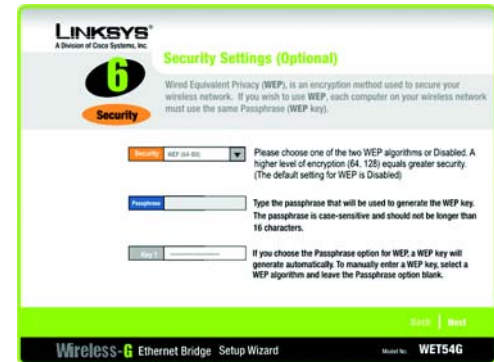 LINKSYS®
A Division of Cisco Systems, Inc.
6
Security
Security Settings (Optional)
Wired Equivalent Privacy (WEP), is an encryption method used to secure your
wireless network. If you wish to use WEP, each computer on your wireless network
must use the same Passphrase (WEP key).
Security
WEP (64-Bit)
Please choose one of the two WEP algorithms or Disabled. A
higher level of encryption (64, 128) equals greater security.
(The default setting for WEP is Disabled)
Passphrase
Type the passphrase that will be used to generate the WEP key.
The passphrase is case-sensitive and should not be longer than
16 characters.
Key 1
If you choose the Passphrase option for WEP, a WEP key will
generate automatically. To manually enter a WEP key, select a
WEP algorithm and leave the Passphrase option blank.
Back | Next
Wireless-G Ethernet Bridge Setup Wizard
Model No. WET54G